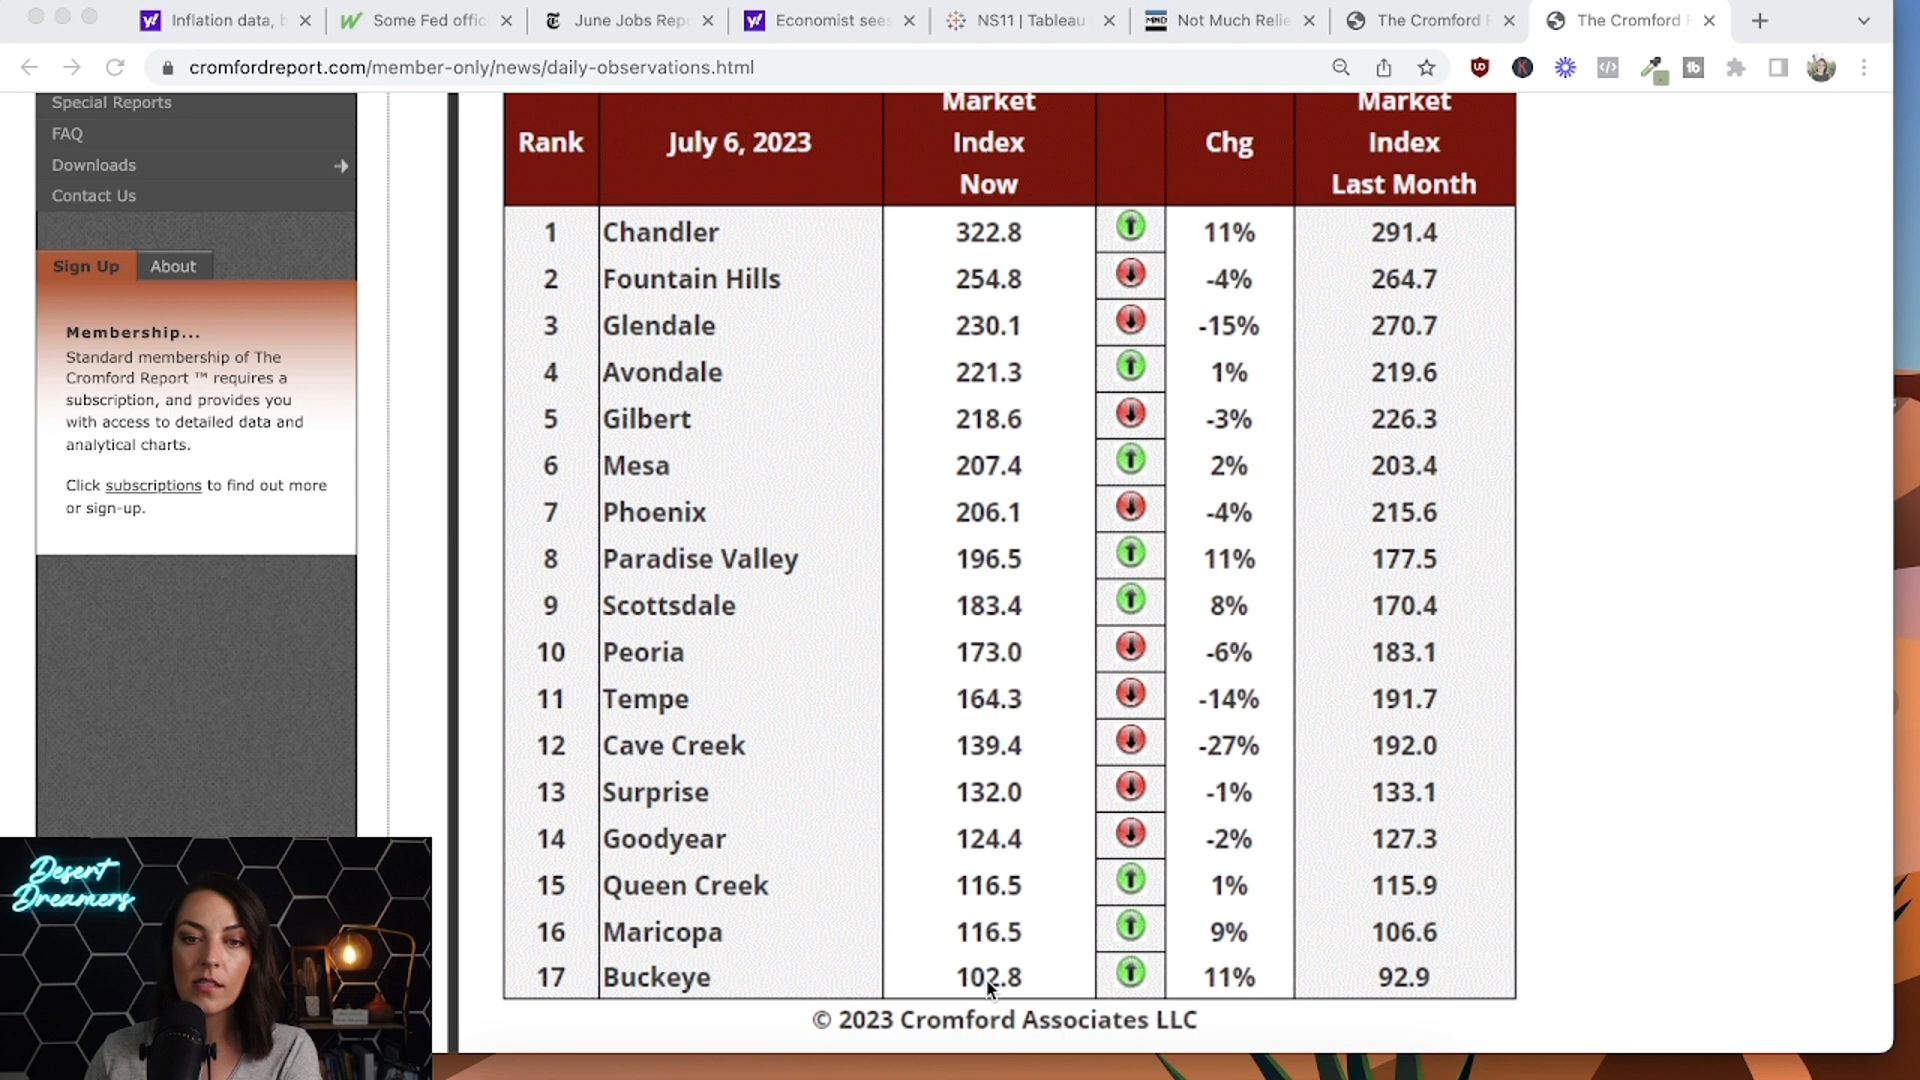 Inflation data, b
Some Fed offic
June Jobs Repo
Economist sees
NS11 | Tableau
MND
Not Much Relie
The Cromford R
The Cromford R
cromfordreport.com/member-only/news/daily-observations.html
Special Reports
FAQ
Downloads
Contact Us
Sign Up
About
Membership...
Standard membership of The
Cromford Report ™ requires a
subscription, and provides you
with access to detailed data and
analytical charts.
Click subscriptions to find out more
or sign-up.
Rank July 6, 2023 Market Index Now Chg Market Index Last Month
1 Chandler 322.8 11% 291.4
2 Fountain Hills 254.8 -4% 264.7
3 Glendale 230.1 -15% 270.7
4 Avondale 221.3 1% 219.6
5 Gilbert 218.6 -3% 226.3
6 Mesa 207.4 2% 203.4
7 Phoenix 206.1 -4% 215.6
8 Paradise Valley 196.5 11% 177.5
9 Scottsdale 183.4 8% 170.4
10 Peoria 173.0 -6% 183.1
11 Tempe 164.3 -14% 191.7
12 Cave Creek 139.4 -27% 192.0
13 Surprise 132.0 -1% 133.1
14 Goodyear 124.4 -2% 127.3
15 Queen Creek 116.5 1% 115.9
16 Maricopa 116.5 9% 106.6
17 Buckeye 102.8 11% 92.9
© 2023 Cromford Associates LLC
Desert
Dreamers